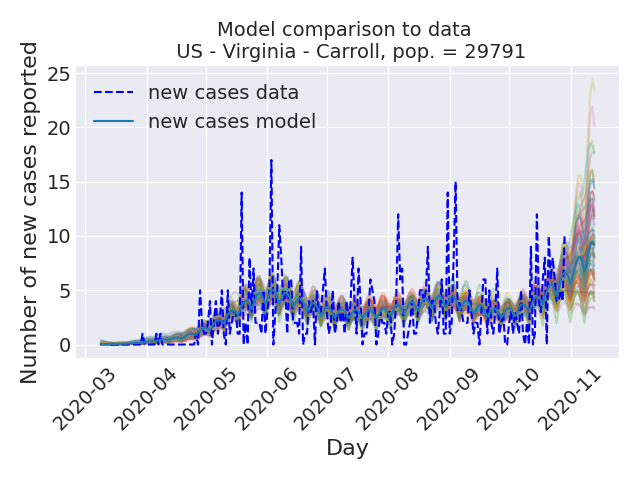 Model comparison to data
US - Virginia - Carroll, pop. = 29791
Number of new cases reported
25
20
15
10
5
0
new cases data
new cases model
2020-03
2020-04
2020-05
2020-06
2020-07
2020-08
2020-09
2020-10
2020-11
Day